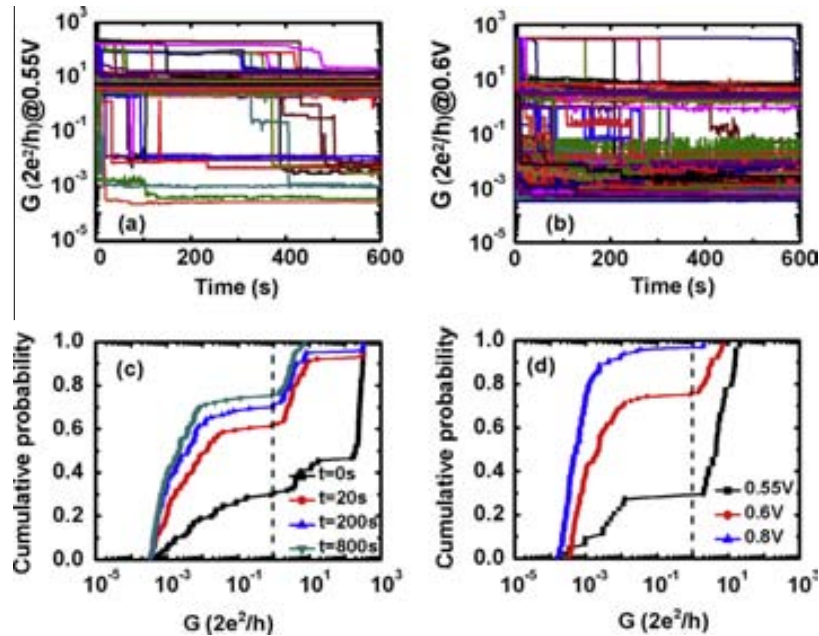 G (2e²/h)@0.55V
10³
10¹
10⁻¹
10⁻³
10⁻⁵
(a)
0 200 400 600
Time (s)
G (2e²/h)@0.6V
10³
10¹
10⁻¹
10⁻³
10⁻⁵
(b)
0 200 400 600
Time (s)
Cumulative probability
1.0
0.8
0.6
0.4
0.2
0.0
(c)
t=0s
t=20s
t=200s
t=800s
10⁻⁵ 10⁻³ 10⁻¹ 10¹ 10³
G (2e²/h)
Cumulative probability
1.0
0.8
0.6
0.4
0.2
0.0
(d)
0.55V
0.6V
0.8V
10⁻⁵ 10⁻³ 10⁻¹ 10¹ 10³
G (2e²/h)